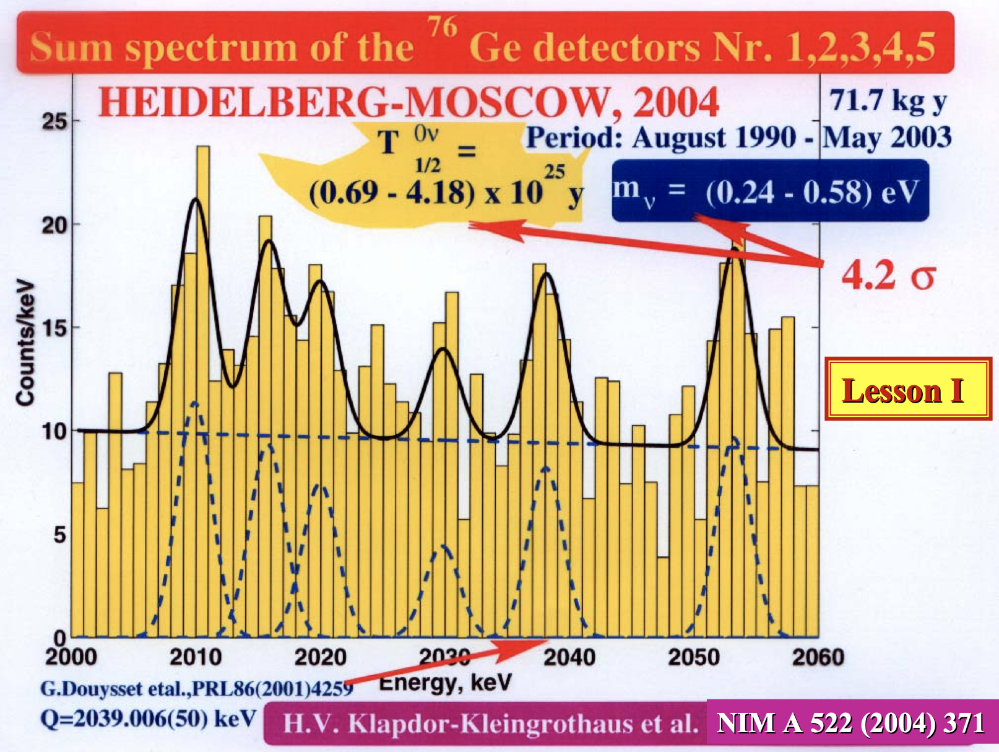 Sum spectrum of the 76 Ge detectors Nr. 1,2,3,4,5
HEIDELBERG-MOSCOW, 2004
71.7 kg y
Period: August 1990 - May 2003
T 0ν 1/2 =
(0.69 - 4.18) x 10 25 y
m ν = (0.24 - 0.58) eV
4.2 σ
Lesson I
Counts/keV
25
20
15
10
5
0
2000 2010 2020 2030 2040 2050 2060
Energy, keV
G.Douysset etal.,PRL86(2001)4259
Q=2039.006(50) keV
H.V. Klapdor-Kleingrothaus et al. NIM A 522 (2004) 371